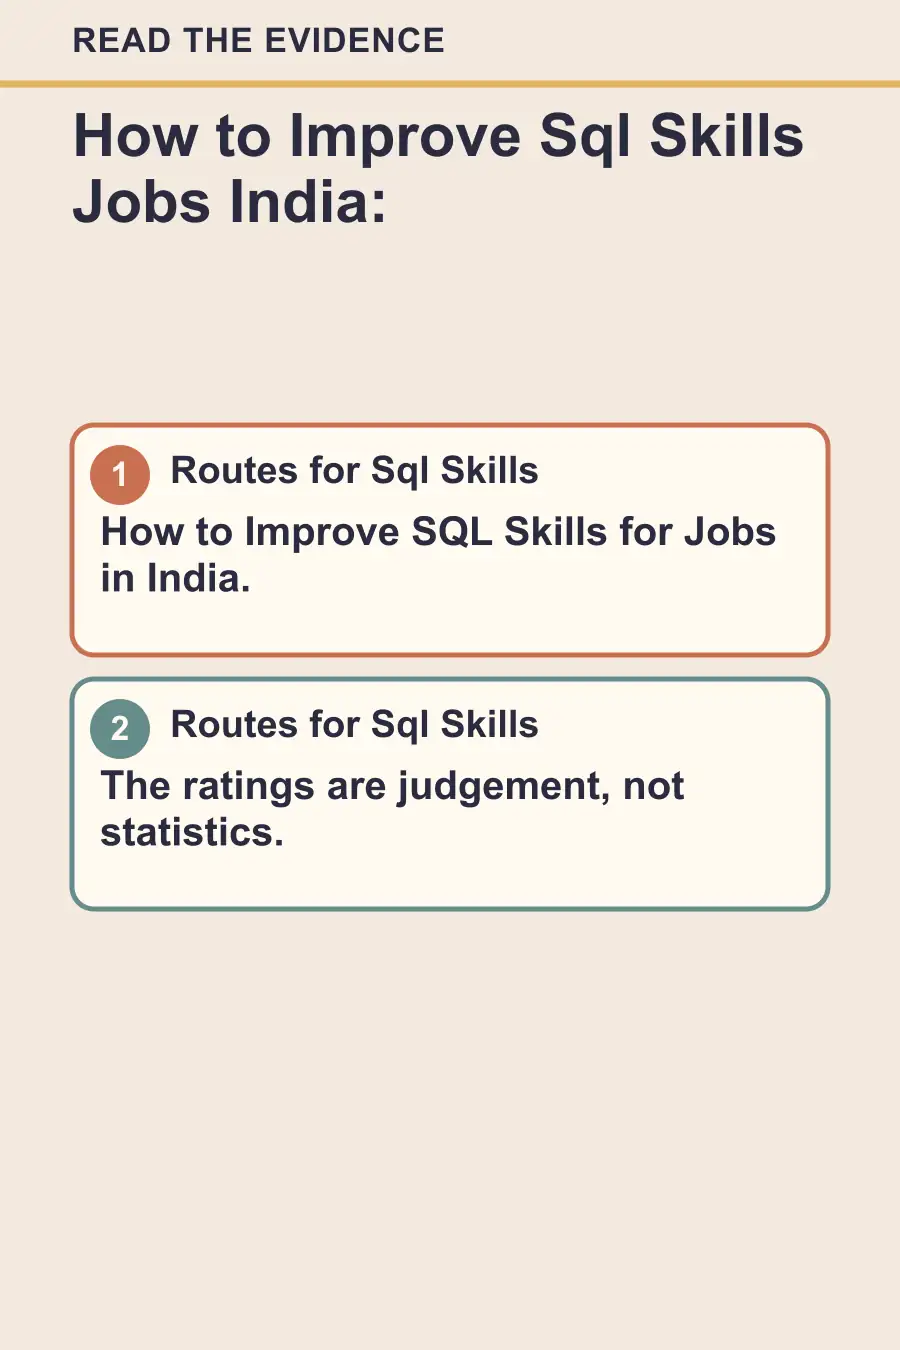 READ THE EVIDENCE
How to Improve Sql Skills
Jobs India:
1 Routes for Sql Skills
How to Improve SQL Skills for Jobs
in India.
2 Routes for Sql Skills
The ratings are judgement, not
statistics.